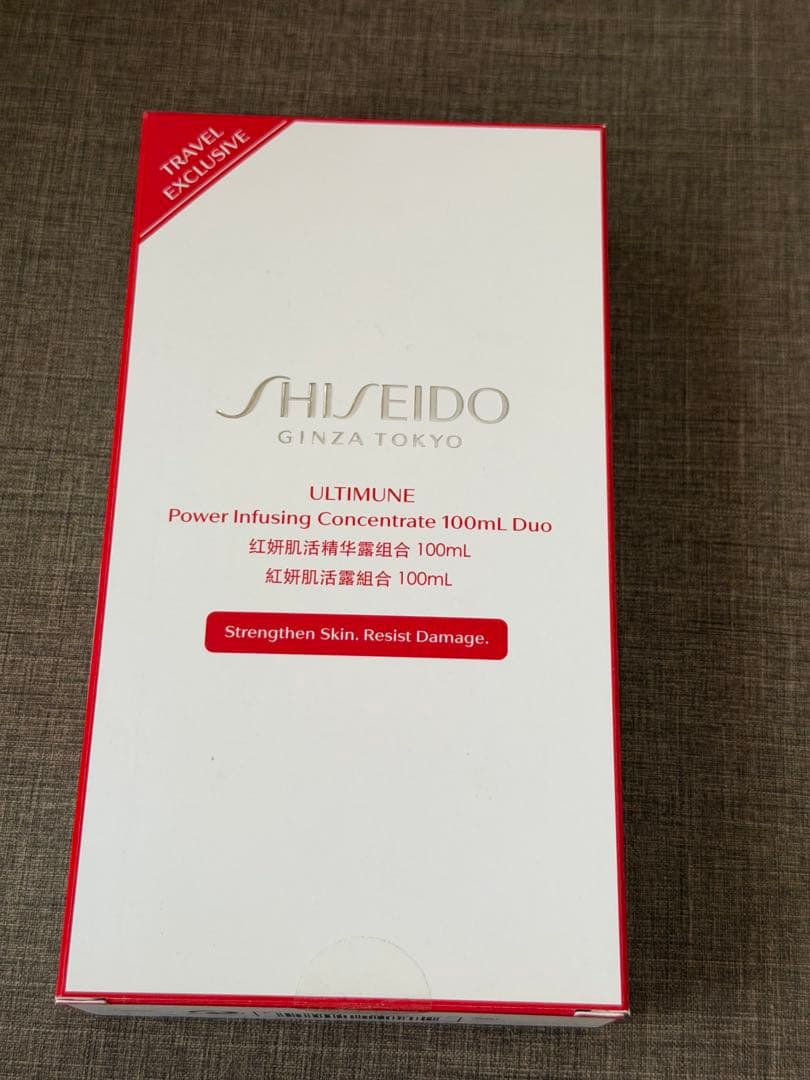 TRAVEL
EXCLUSIVE
SHISEIDO
GINZA TOKYO
ULTIMUNE
Power Infusing Concentrate 100mL Duo
红妍肌活精华露组合 100mL
紅妍肌活露組合 100mL
Strengthen Skin. Resist Damage.